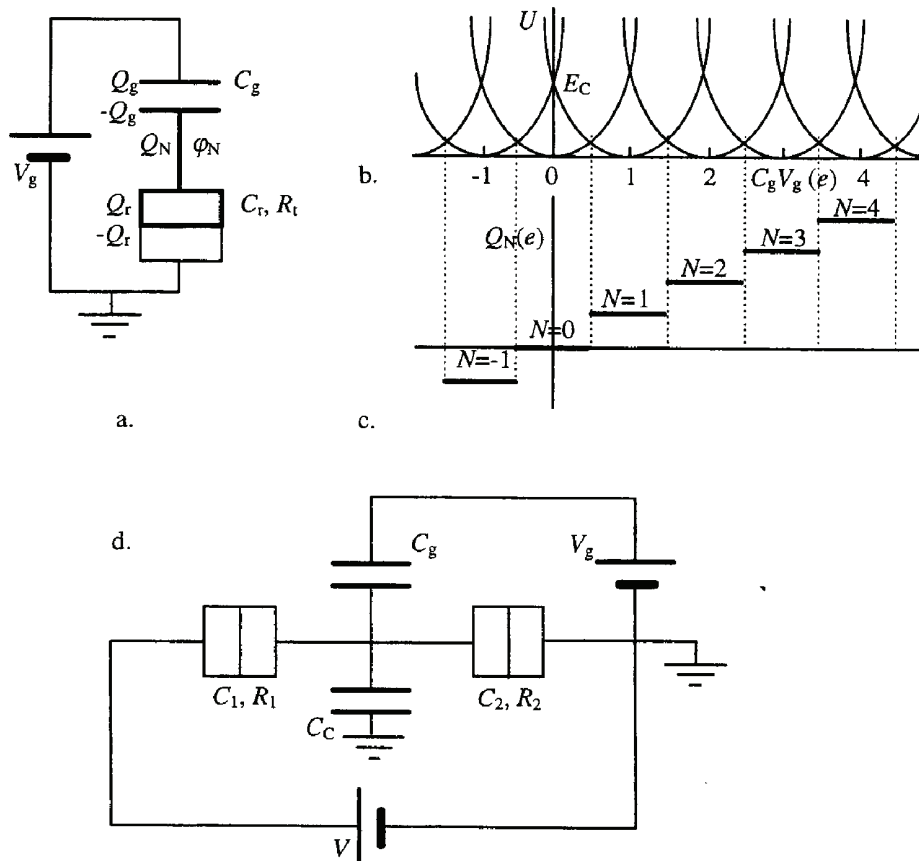 Q_g
C_g
-Q_g
Q_N
φ_N
V_g
Q_r
C_r, R_t
-Q_r
a.
U
E_C
b.
-1 0 1 2 C_gV_g (e) 4
Q_N(e)
N=4
N=3
N=2
N=1
N=0
N=-1
c.
d.
C_g
V_g
C_1, R_1
C_2, R_2
C_C
V